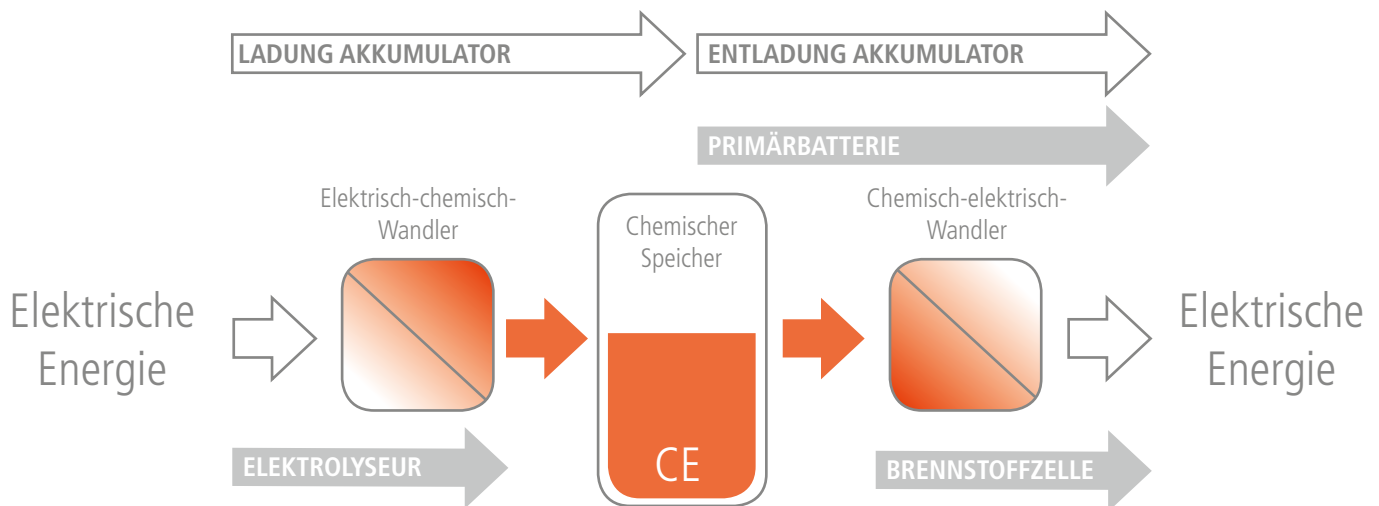 LADUNG AKKUMULATOR
ENTLADUNG AKKUMULATOR
PRIMÄRBATTERIE
Elektrisch-chemisch-
Wandler
Chemischer
Speicher
Chemisch-elektrisch-
Wandler
Elektrische
Energie
Elektrische
Energie
CE
ELEKTROLYSEUR
BRENNSTOFFZELLE